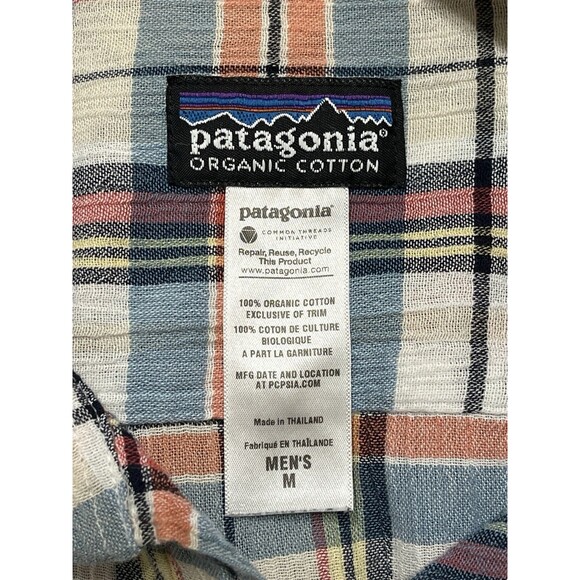 patagonia®
ORGANIC COTTON
patagonia®
COMMON THREADS
INITIATIVE
Repair, Reuse, Recycle
This Product
www.patagonia.com
100% ORGANIC COTTON
EXCLUSIVE OF TRIM
100% COTON DE CULTURE
BIOLOGIQUE
A PART LA GARNITURE
MFG DATE AND LOCATION
AT PCPSIA.COM
Made in THAILAND
Fabriqué EN THAÏLANDE
MEN'S
M